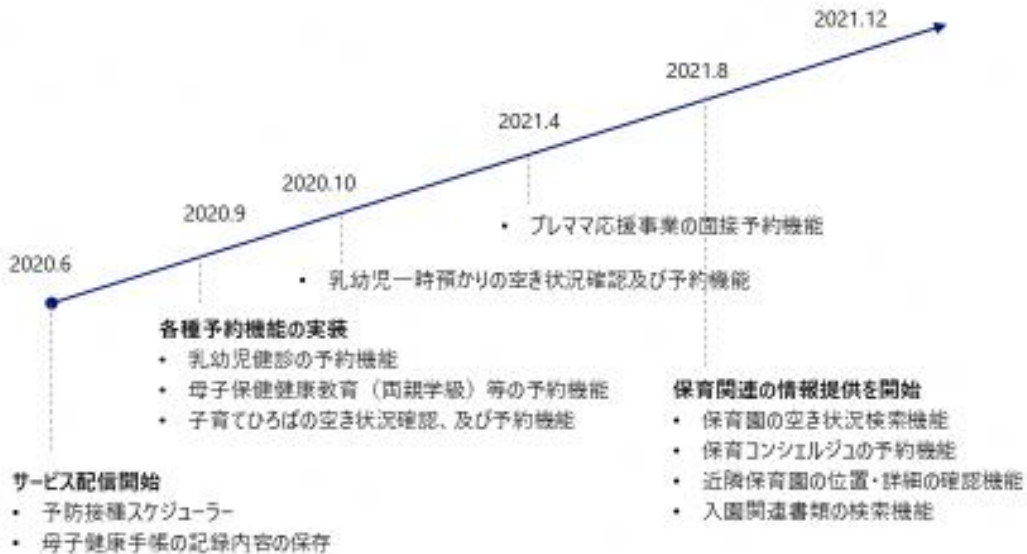 2021.12
2021.8
2021.4
2020.10
2020.9
2020.6
• プレママ応援事業の面接予約機能
• 乳幼児一時預かりの空き状況確認及び予約機能
各種予約機能の実装
• 乳幼児健診の予約機能
• 母子保健健康教育（両親学級）等の予約機能
• 子育てひろばの空き状況確認、及び予約機能
保育関連の情報提供を開始
• 保育園の空き状況検索機能
• 保育コンシェルジュの予約機能
• 近隣保育園の位置・詳細の確認機能
• 入園関連書類の検索機能
サービス配信開始
• 予防接種スケジューラー
• 母子健康手帳の記録内容の保存